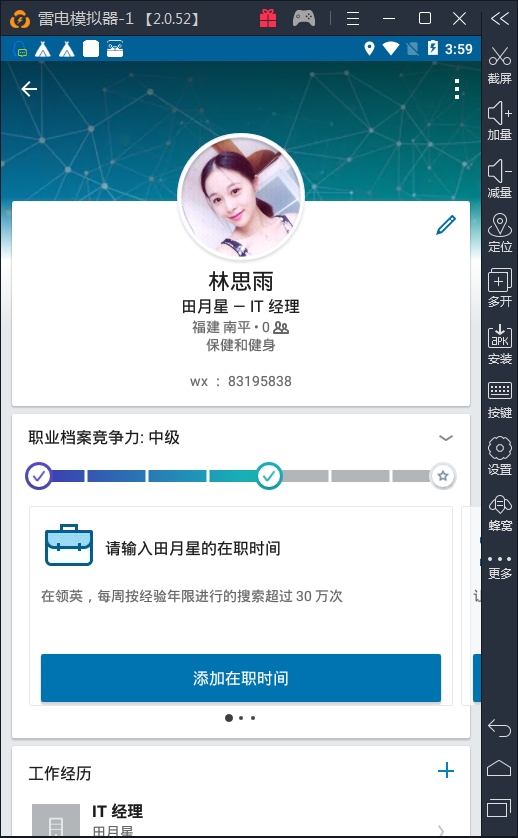 雷电模拟器-1 【2.0.52】
3:59
林思雨
田月星 — IT 经理
福建 南平 • 0
保健和健身
wx ： 83195838
职业档案竞争力: 中级
请输入田月星的在职时间
在领英，每周按经验年限进行的搜索超过 30 万次
添加在职时间
工作经历
IT 经理
田月星
截屏
加量
减量
定位
多开
APK
安装
按键
设置
蜂窝
更多